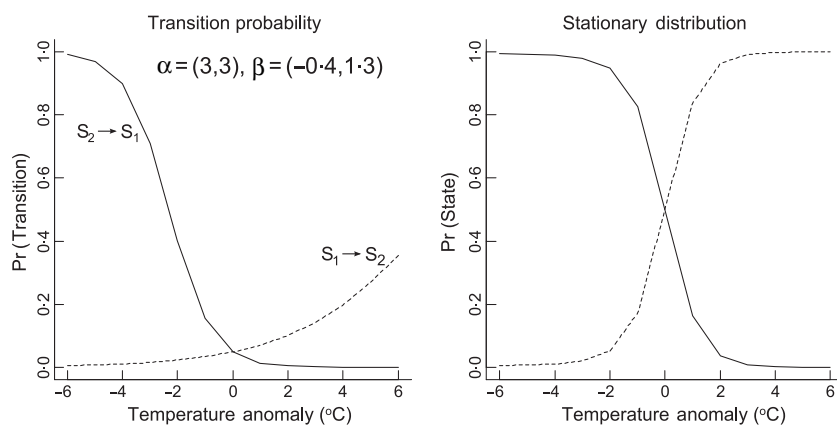 Transition probability
α = (3,3), β = (−0·4,1·3)
Pr (Transition)
1·0
0·8
0·6
0·4
0·2
0·0
S₂ → S₁
S₁ → S₂
−6 −4 −2 0 2 4 6
Temperature anomaly (°C)
Stationary distribution
Pr (State)
1·0
0·8
0·6
0·4
0·2
0·0
−6 −4 −2 0 2 4 6
Temperature anomaly (°C)